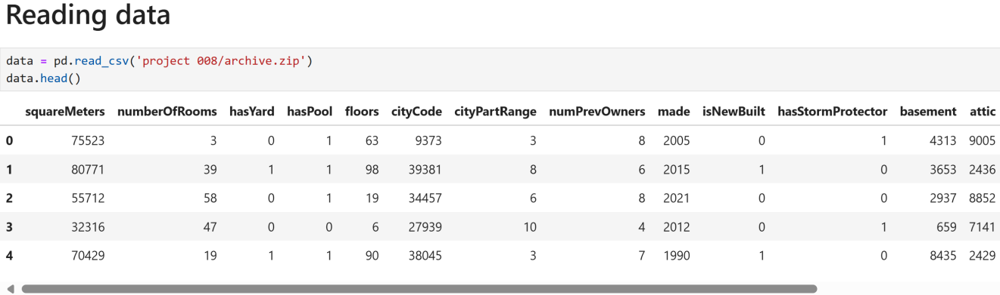 Reading data
data = pd.read_csv('project 008/archive.zip')
data.head()
squareMeters numberOfRooms hasYard hasPool floors cityCode cityPartRange numPrevOwners made isNewBuilt hasStormProtector basement attic
0 75523 3 0 1 63 9373 3 8 2005 0 1 4313 9005
1 80771 39 1 1 98 39381 8 6 2015 1 0 3653 2436
2 55712 58 0 1 19 34457 6 8 2021 0 0 2937 8852
3 32316 47 0 0 6 27939 10 4 2012 0 1 659 7141
4 70429 19 1 1 90 38045 3 7 1990 1 0 8435 2429